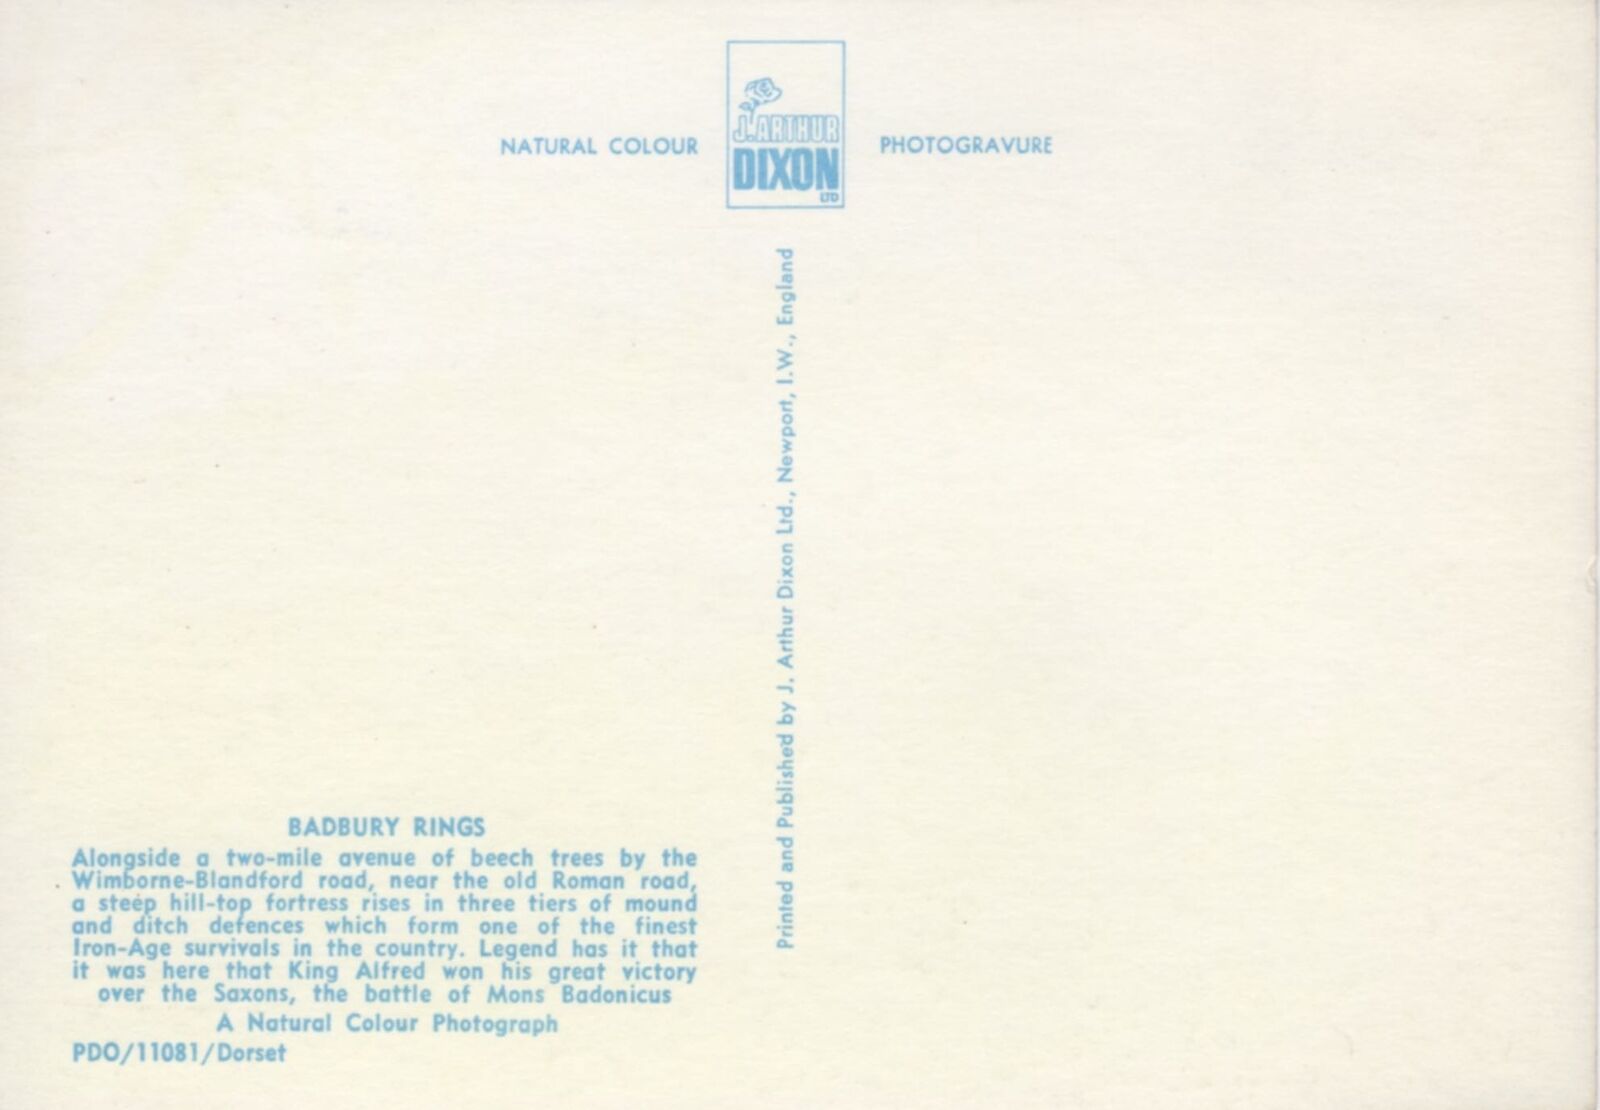 NATURAL COLOUR
J. ARTHUR
DIXON
LTD
PHOTOGRAVURE
Printed and Published by J. Arthur Dixon Ltd., Newport, I.W., England
BADBURY RINGS
Alongside a two-mile avenue of beech trees by the
Wimborne-Blandford road, near the old Roman road,
a steep hill-top fortress rises in three tiers of mound
and ditch defences which form one of the finest
Iron-Age survivals in the country. Legend has it that
it was here that King Alfred won his great victory
over the Saxons, the battle of Mons Badonicus
A Natural Colour Photograph
PDO/11081/Dorset